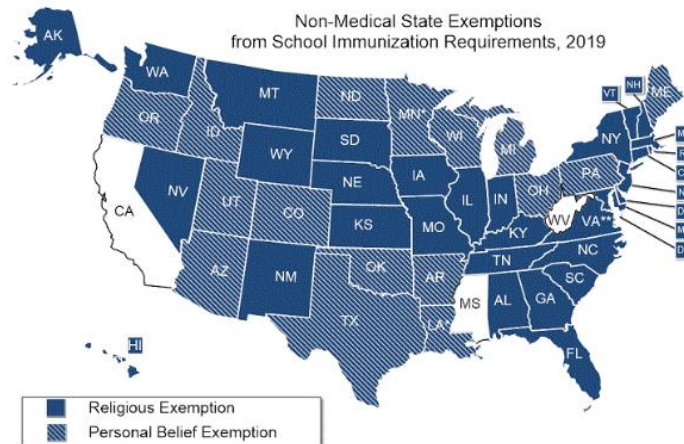 Non-Medical State Exemptions
from School Immunization Requirements, 2019
AK
WA
MT
ND
MN*
ME
VT
NH
OR
ID
SD
WI
MI
NY
WY
IA
PA
NE
NV
OH
IL
IN
CA
UT
CO
WV
VA**
KS
MO
KY
NC
TN
AZ
OK
NM
AR
SC
MS
AL
GA
TX
LA*
FL
HI
Religious Exemption
Personal Belief Exemption